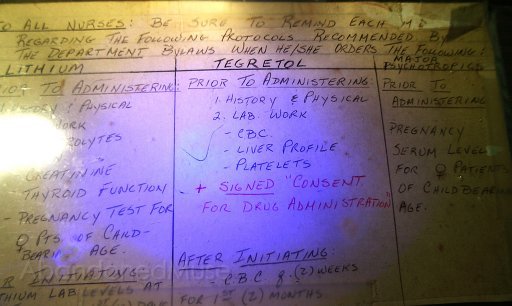 TO ALL NURSES: BE SURE TO REMIND EACH M.D.
REGARDING THE FOLLOWING PROTOCOLS RECOMMENDED BY
THE DEPARTMENT BYLAWS WHEN HE/SHE ORDERS THE FOLLOWING:
LITHIUM
TO ADMINISTERING:
& PHYSICAL
WORK
CREATININE
THYROID FUNCTION
- PREGNANCY TEST FOR
♀ PTS. OF CHILD-
BEARING AGE.
INITIATING
LITHIUM LAB LEVELS AT
TEGRETOL
PRIOR TO ADMINISTERING:
1. HISTORY & PHYSICAL
2. LAB. WORK
- CBC.
- LIVER PROFILE
- PLATELETS
+ SIGNED "CONSENT
FOR DRUG ADMINISTRATION"
AFTER INITIATING:
- CBC q (2) WEEKS
FOR 1ST (2) MONTHS
MAJOR
PSYCHOTROPICS
PRIOR TO
ADMINISTERING
PREGNANCY
SERUM LEVEL
FOR ♀ PATIENTS
OF CHILD BEARING
AGE.